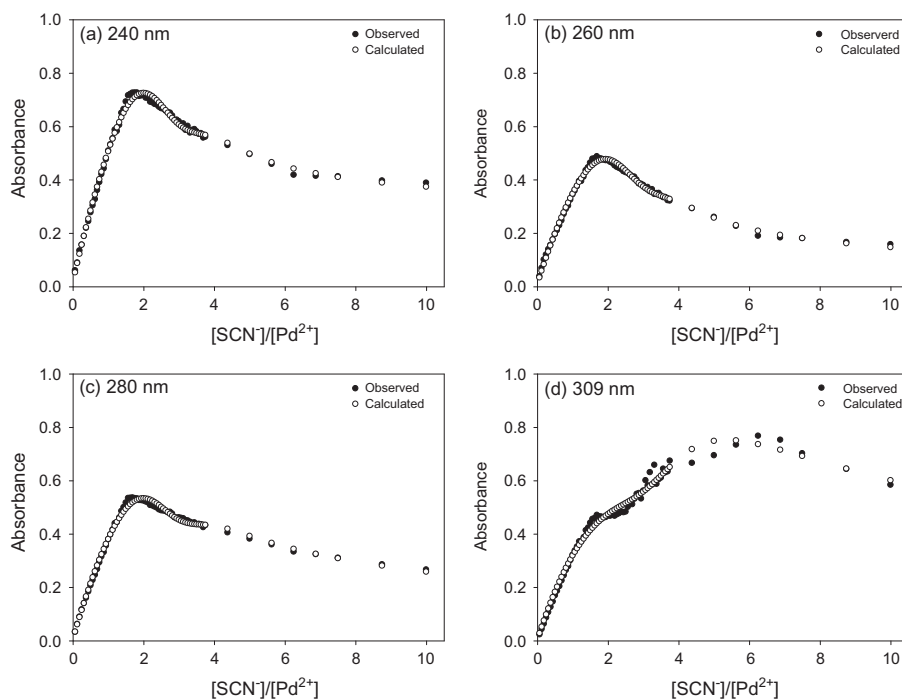 (a) 240 nm
● Observed
○ Calculated
Absorbance
1.0
0.8
0.6
0.4
0.2
0.0
0 2 4 6 8 10
[SCN⁻]/[Pd²⁺]
(b) 260 nm
● Observerd
○ Calculated
Absorbance
1.0
0.8
0.6
0.4
0.2
0.0
0 2 4 6 8 10
[SCN⁻]/[Pd²⁺]
(c) 280 nm
● Observed
○ Calculated
Absorbance
1.0
0.8
0.6
0.4
0.2
0.0
0 2 4 6 8 10
[SCN⁻]/[Pd²⁺]
(d) 309 nm
● Observed
○ Calculated
Absorbance
1.0
0.8
0.6
0.4
0.2
0.0
0 2 4 6 8 10
[SCN⁻]/[Pd²⁺]